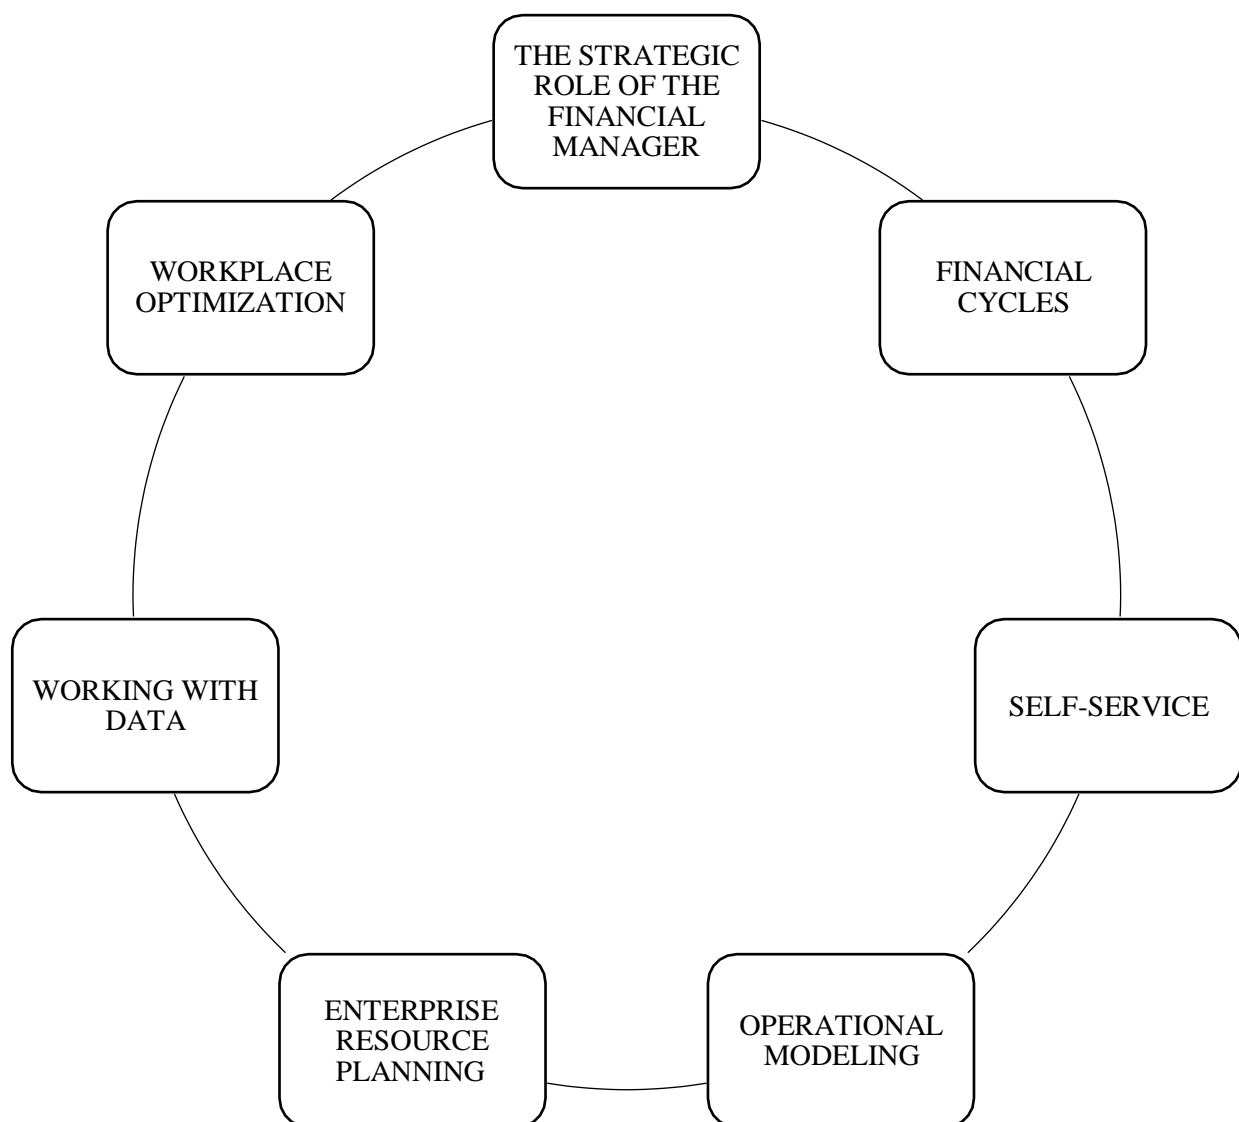 THE STRATEGIC
ROLE OF THE
FINANCIAL
MANAGER
WORKPLACE
OPTIMIZATION
FINANCIAL
CYCLES
WORKING WITH
DATA
SELF-SERVICE
ENTERPRISE
RESOURCE
PLANNING
OPERATIONAL
MODELING